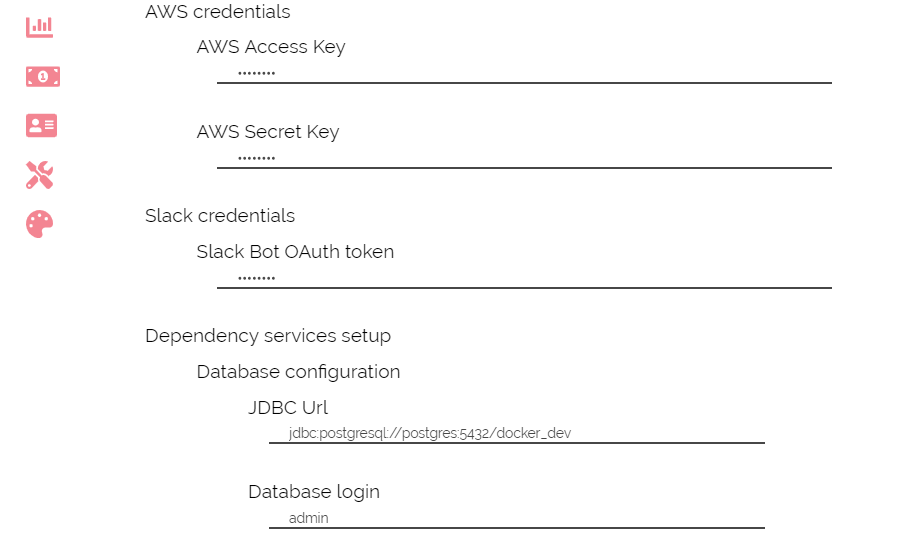 AWS credentials
AWS Access Key
••••••••
AWS Secret Key
••••••••
Slack credentials
Slack Bot OAuth token
••••••••
Dependency services setup
Database configuration
JDBC Url
jdbc:postgresql://postgres:5432/docker_dev
Database login
admin